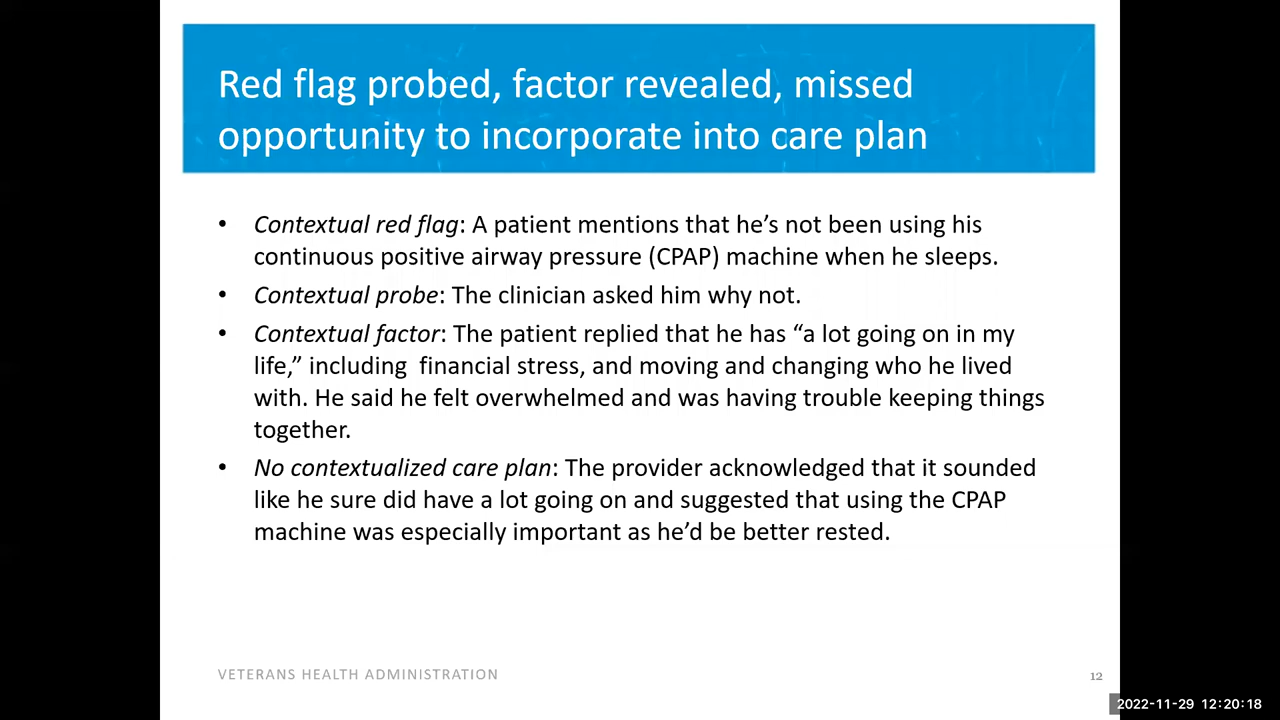 Red flag probed, factor revealed, missed
opportunity to incorporate into care plan
• Contextual red flag: A patient mentions that he’s not been using his
continuous positive airway pressure (CPAP) machine when he sleeps.
• Contextual probe: The clinician asked him why not.
• Contextual factor: The patient replied that he has “a lot going on in my
life,” including  financial stress, and moving and changing who he lived
with. He said he felt overwhelmed and was having trouble keeping things
together.
• No contextualized care plan: The provider acknowledged that it sounded
like he sure did have a lot going on and suggested that using the CPAP
machine was especially important as he’d be better rested.
VETERANS HEALTH ADMINISTRATION
12
2022-11-29 12:20:18